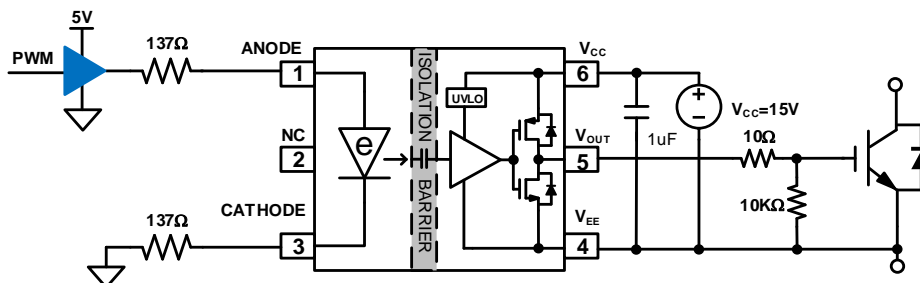 5V
PWM
137Ω
ANODE
1
NC
2
CATHODE
137Ω
3
e
ISOLATION
BARRIER
UVLO
VCC
6
VOUT
5
VEE
4
1uF
VCC=15V
10Ω
10KΩ